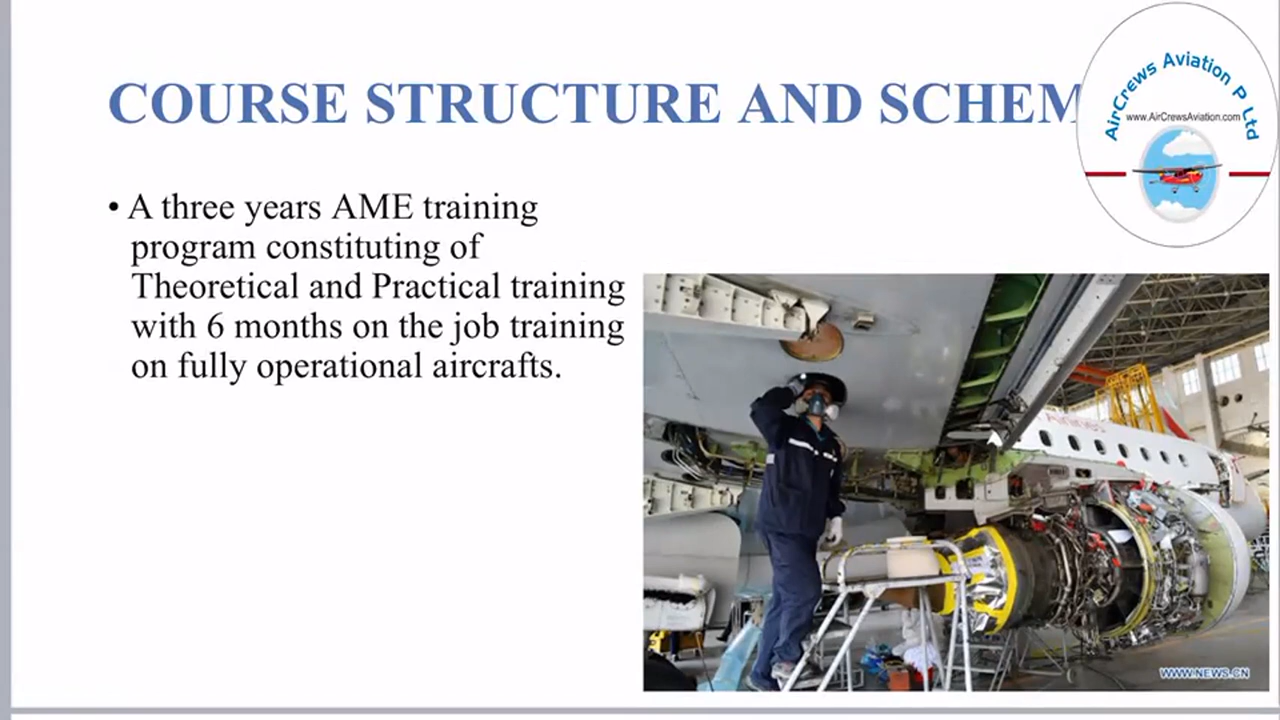 COURSE STRUCTURE AND SCHEM
AirCrews Aviation P Ltd
www.AirCrewsAviation.com
• A three years AME training
program constituting of
Theoretical and Practical training
with 6 months on the job training
on fully operational aircrafts.
WWW.NEWS.CN